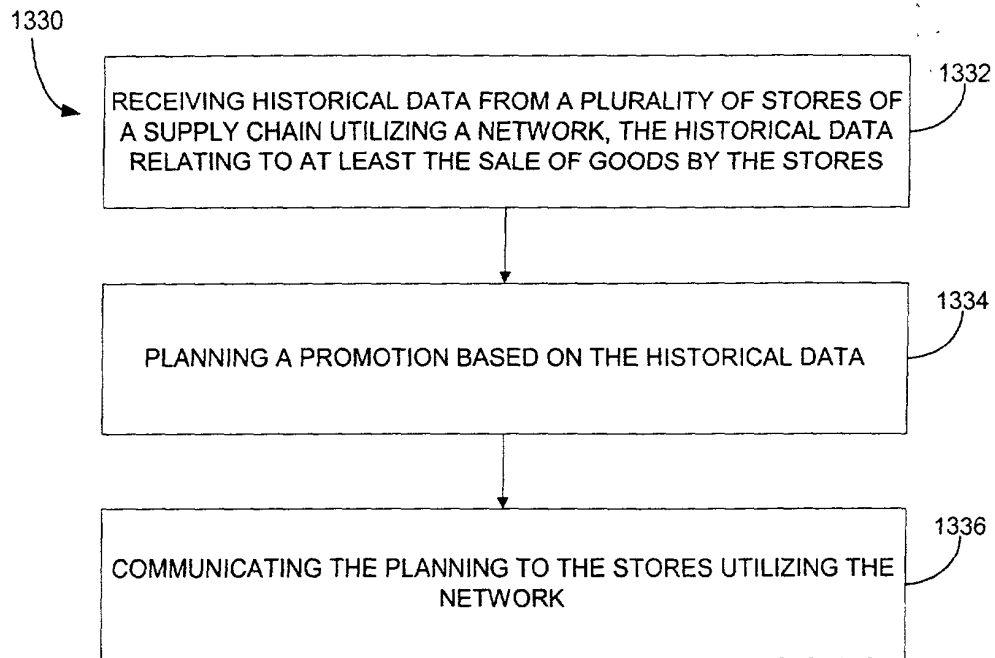 1330
1332
RECEIVING HISTORICAL DATA FROM A PLURALITY OF STORES OF
A SUPPLY CHAIN UTILIZING A NETWORK, THE HISTORICAL DATA
RELATING TO AT LEAST THE SALE OF GOODS BY THE STORES
1334
PLANNING A PROMOTION BASED ON THE HISTORICAL DATA
1336
COMMUNICATING THE PLANNING TO THE STORES UTILIZING THE
NETWORK